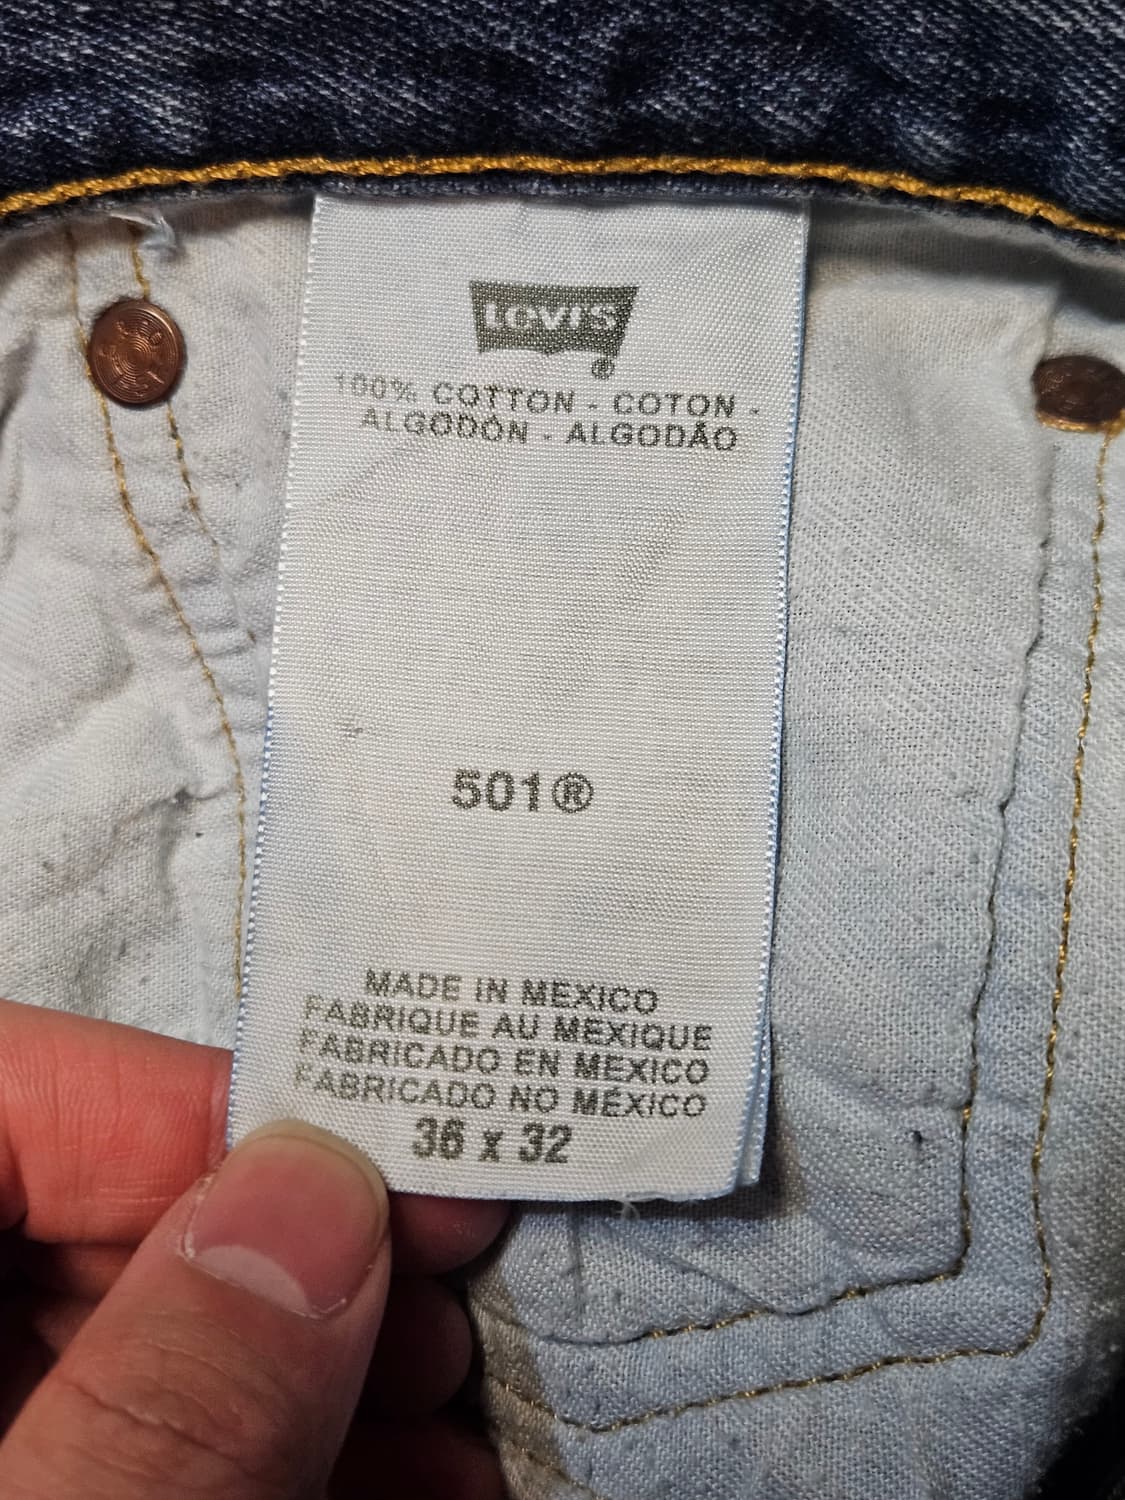 LEVI'S
®
100% COTTON - COTON -
ALGODÓN - ALGODÃO
501®
MADE IN MEXICO
FABRIQUE AU MEXIQUE
FABRICADO EN MEXICO
FABRICADO NO MÉXICO
36 x 32